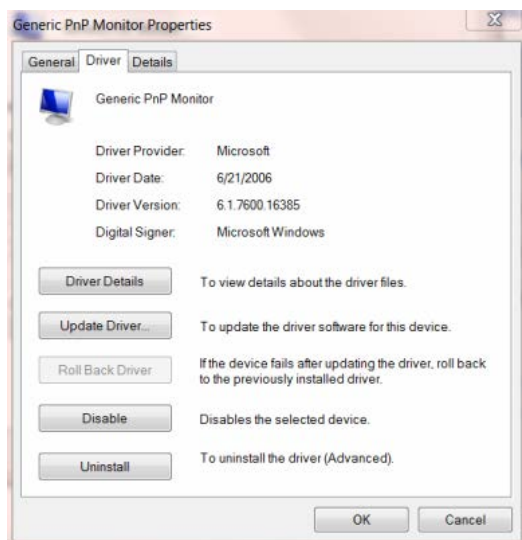 Generic PnP Monitor Properties
General Driver Details
Generic PnP Monitor
Driver Provider: Microsoft
Driver Date: 6/21/2006
Driver Version: 6.1.7600.16385
Digital Signer: Microsoft Windows
Driver Details To view details about the driver files.
Update Driver... To update the driver software for this device.
Roll Back Driver If the device fails after updating the driver, roll back
to the previously installed driver.
Disable Disables the selected device.
Uninstall To uninstall the driver (Advanced).
OK Cancel